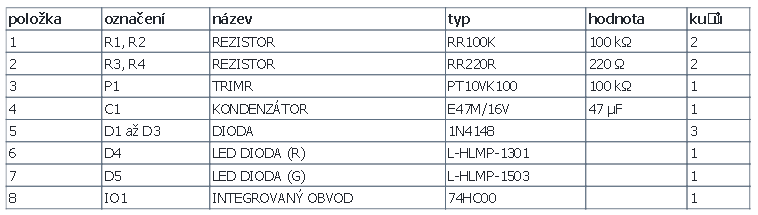 položka označení název typ hodnota kusů
1 R1, R2 REZISTOR RR100K 100 kΩ 2
2 R3, R4 REZISTOR RR220R 220 Ω 2
3 P1 TRIMR PT10VK100 100 kΩ 1
4 C1 KONDENZÁTOR E47M/16V 47 µF 1
5 D1 až D3 DIODA 1N4148 3
6 D4 LED DIODA (R) L-HLMP-1301 1
7 D5 LED DIODA (G) L-HLMP-1503 1
8 IO1 INTEGROVANÝ OBVOD 74HC00 1